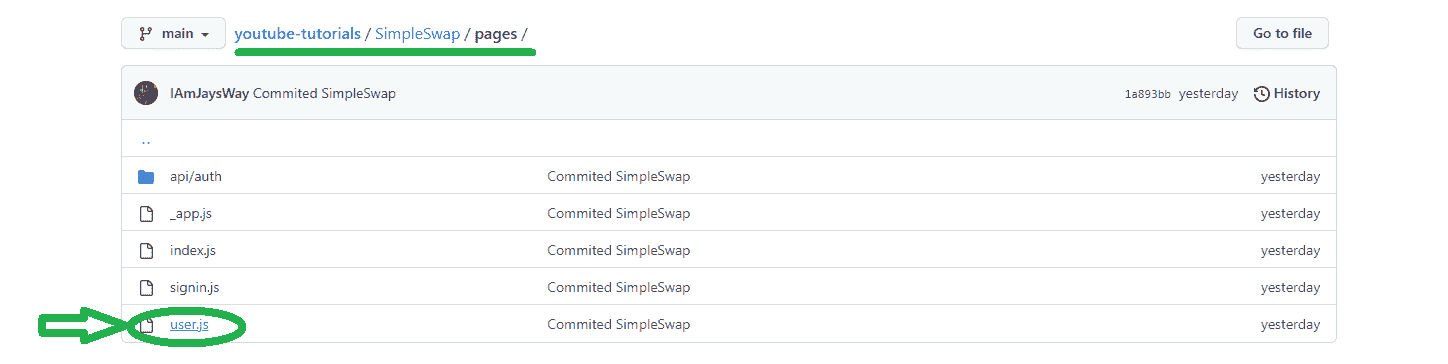 main youtube-tutorials / SimpleSwap / pages / Go to file
IAmJaysWay Commited SimpleSwap 1a893bb yesterday History
..
api/auth Commited SimpleSwap yesterday
_app.js Commited SimpleSwap yesterday
index.js Commited SimpleSwap yesterday
signin.js Commited SimpleSwap yesterday
user.js Commited SimpleSwap yesterday